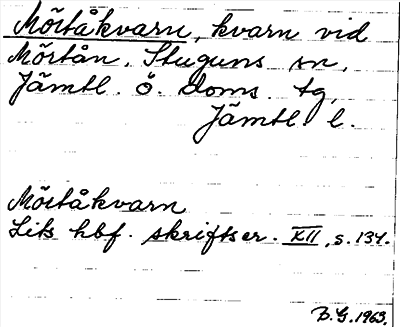 Mörtåkvarn, kvarn vid
Mörtån, Stuguns sn,
Jämtl. ö. doms. tg,
Jämtl. l.
Mörtåkvarn
Lits hbf. skriftser. XII, s. 134.
B.G. 1963.